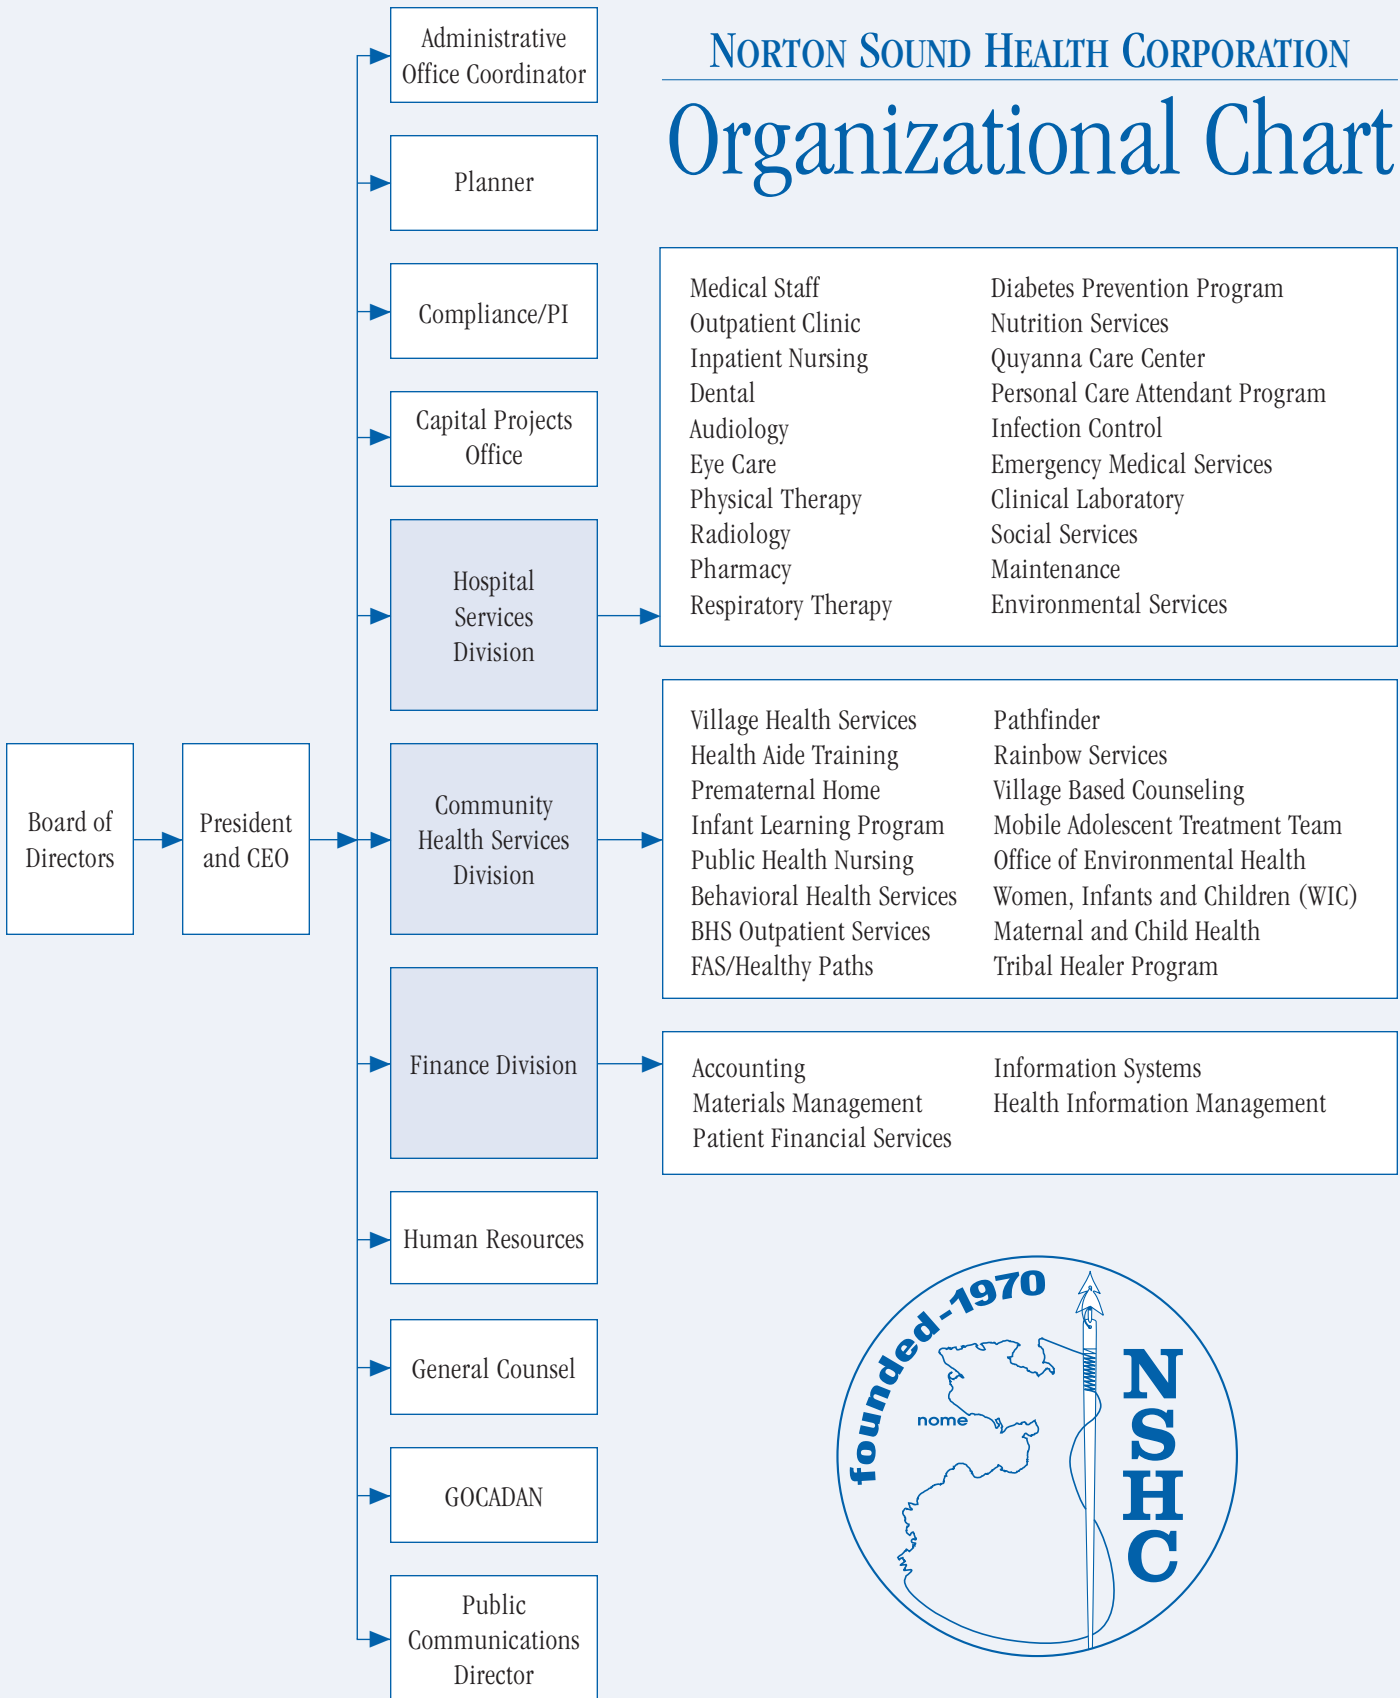 NORTON SOUND HEALTH CORPORATION
Organizational Chart
Administrative
Office Coordinator
Planner
Compliance/PI
Capital Projects
Office
Hospital
Services
Division
Medical Staff
Outpatient Clinic
Inpatient Nursing
Dental
Audiology
Eye Care
Physical Therapy
Radiology
Pharmacy
Respiratory Therapy
Diabetes Prevention Program
Nutrition Services
Quyanna Care Center
Personal Care Attendant Program
Infection Control
Emergency Medical Services
Clinical Laboratory
Social Services
Maintenance
Environmental Services
Board of
Directors
President
and CEO
Community
Health Services
Division
Village Health Services
Health Aide Training
Prematernal Home
Infant Learning Program
Public Health Nursing
Behavioral Health Services
BHS Outpatient Services
FAS/Healthy Paths
Pathfinder
Rainbow Services
Village Based Counseling
Mobile Adolescent Treatment Team
Office of Environmental Health
Women, Infants and Children (WIC)
Maternal and Child Health
Tribal Healer Program
Finance Division
Accounting
Materials Management
Patient Financial Services
Information Systems
Health Information Management
Human Resources
General Counsel
GOCADAN
Public
Communications
Director
founded-1970
nome
NSHC